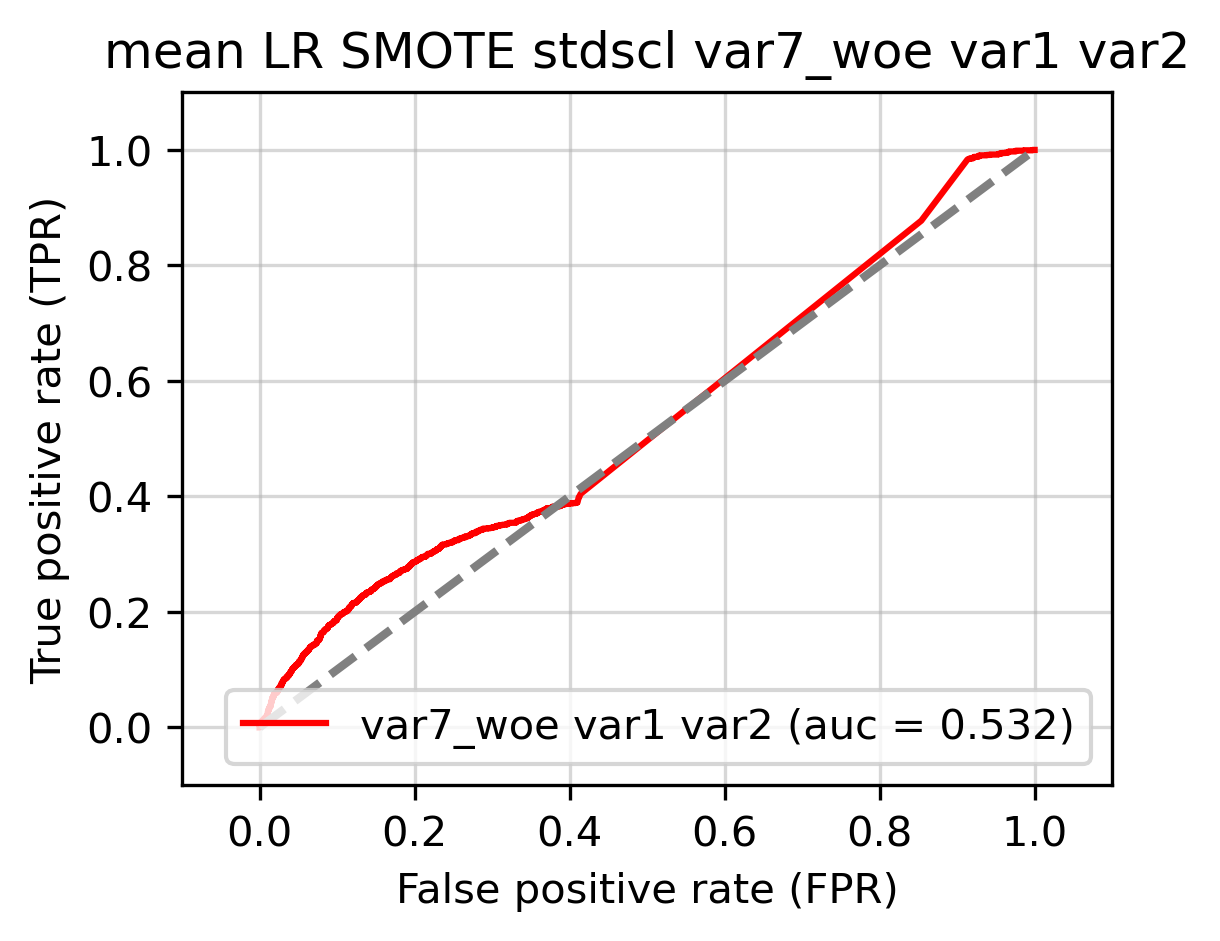 mean LR SMOTE stdscl var7_woe var1 var2
True positive rate (TPR)
1.0
0.8
0.6
0.4
0.2
0.0
var7_woe var1 var2 (auc = 0.532)
0.0 0.2 0.4 0.6 0.8 1.0
False positive rate (FPR)